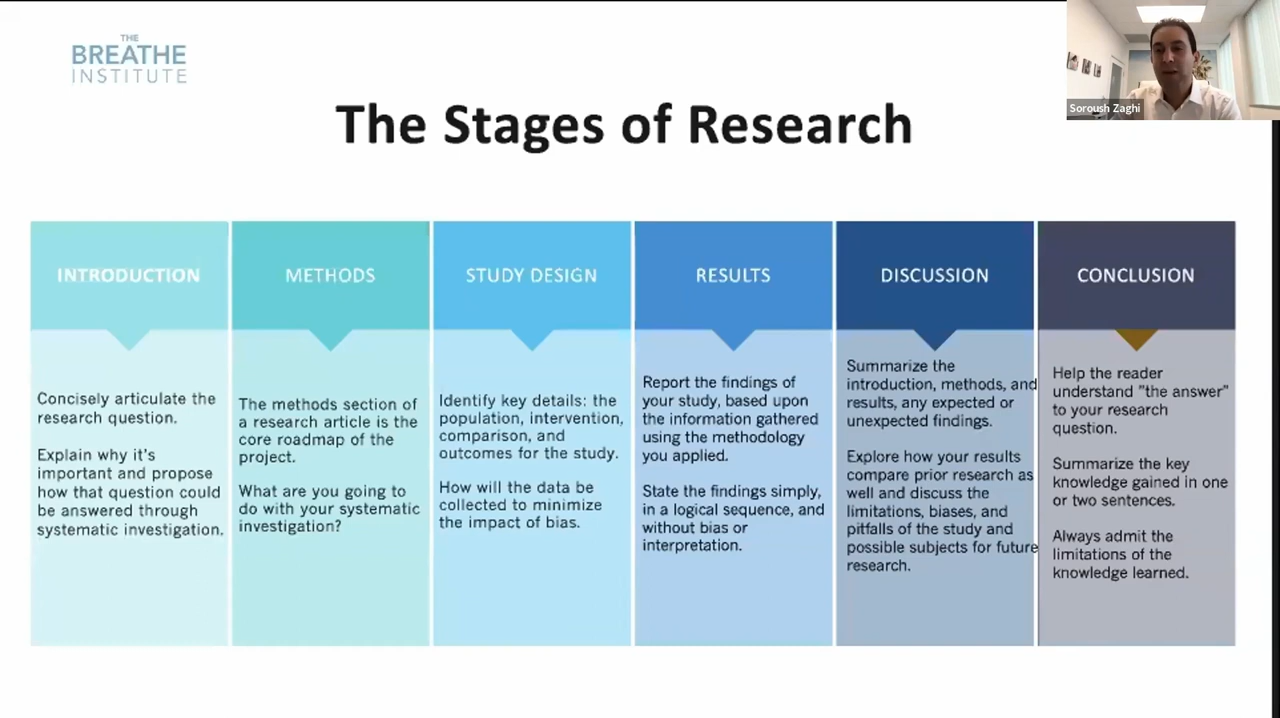 THE
BREATHE
INSTITUTE
Soroush Zaghi
The Stages of Research
INTRODUCTION
Concisely articulate the
research question.
Explain why it's
important and propose
how that question could
be answered through
systematic investigation.
METHODS
The methods section of
a research article is the
core roadmap of the
project.
What are you going to
do with your systematic
investigation?
STUDY DESIGN
Identify key details: the
population, intervention,
comparison, and
outcomes for the study.
How will the data be
collected to minimize
the impact of bias.
RESULTS
Report the findings of
your study, based upon
the information gathered
using the methodology
you applied.
State the findings simply,
in a logical sequence, and
without bias or
interpretation.
DISCUSSION
Summarize the
introduction, methods, and
results, any expected or
unexpected findings.
Explore how your results
compare prior research as
well and discuss the
limitations, biases, and
pitfalls of the study and
possible subjects for future
research.
CONCLUSION
Help the reader
understand "the answer"
to your research
question.
Summarize the key
knowledge gained in one
or two sentences.
Always admit the
limitations of the
knowledge learned.